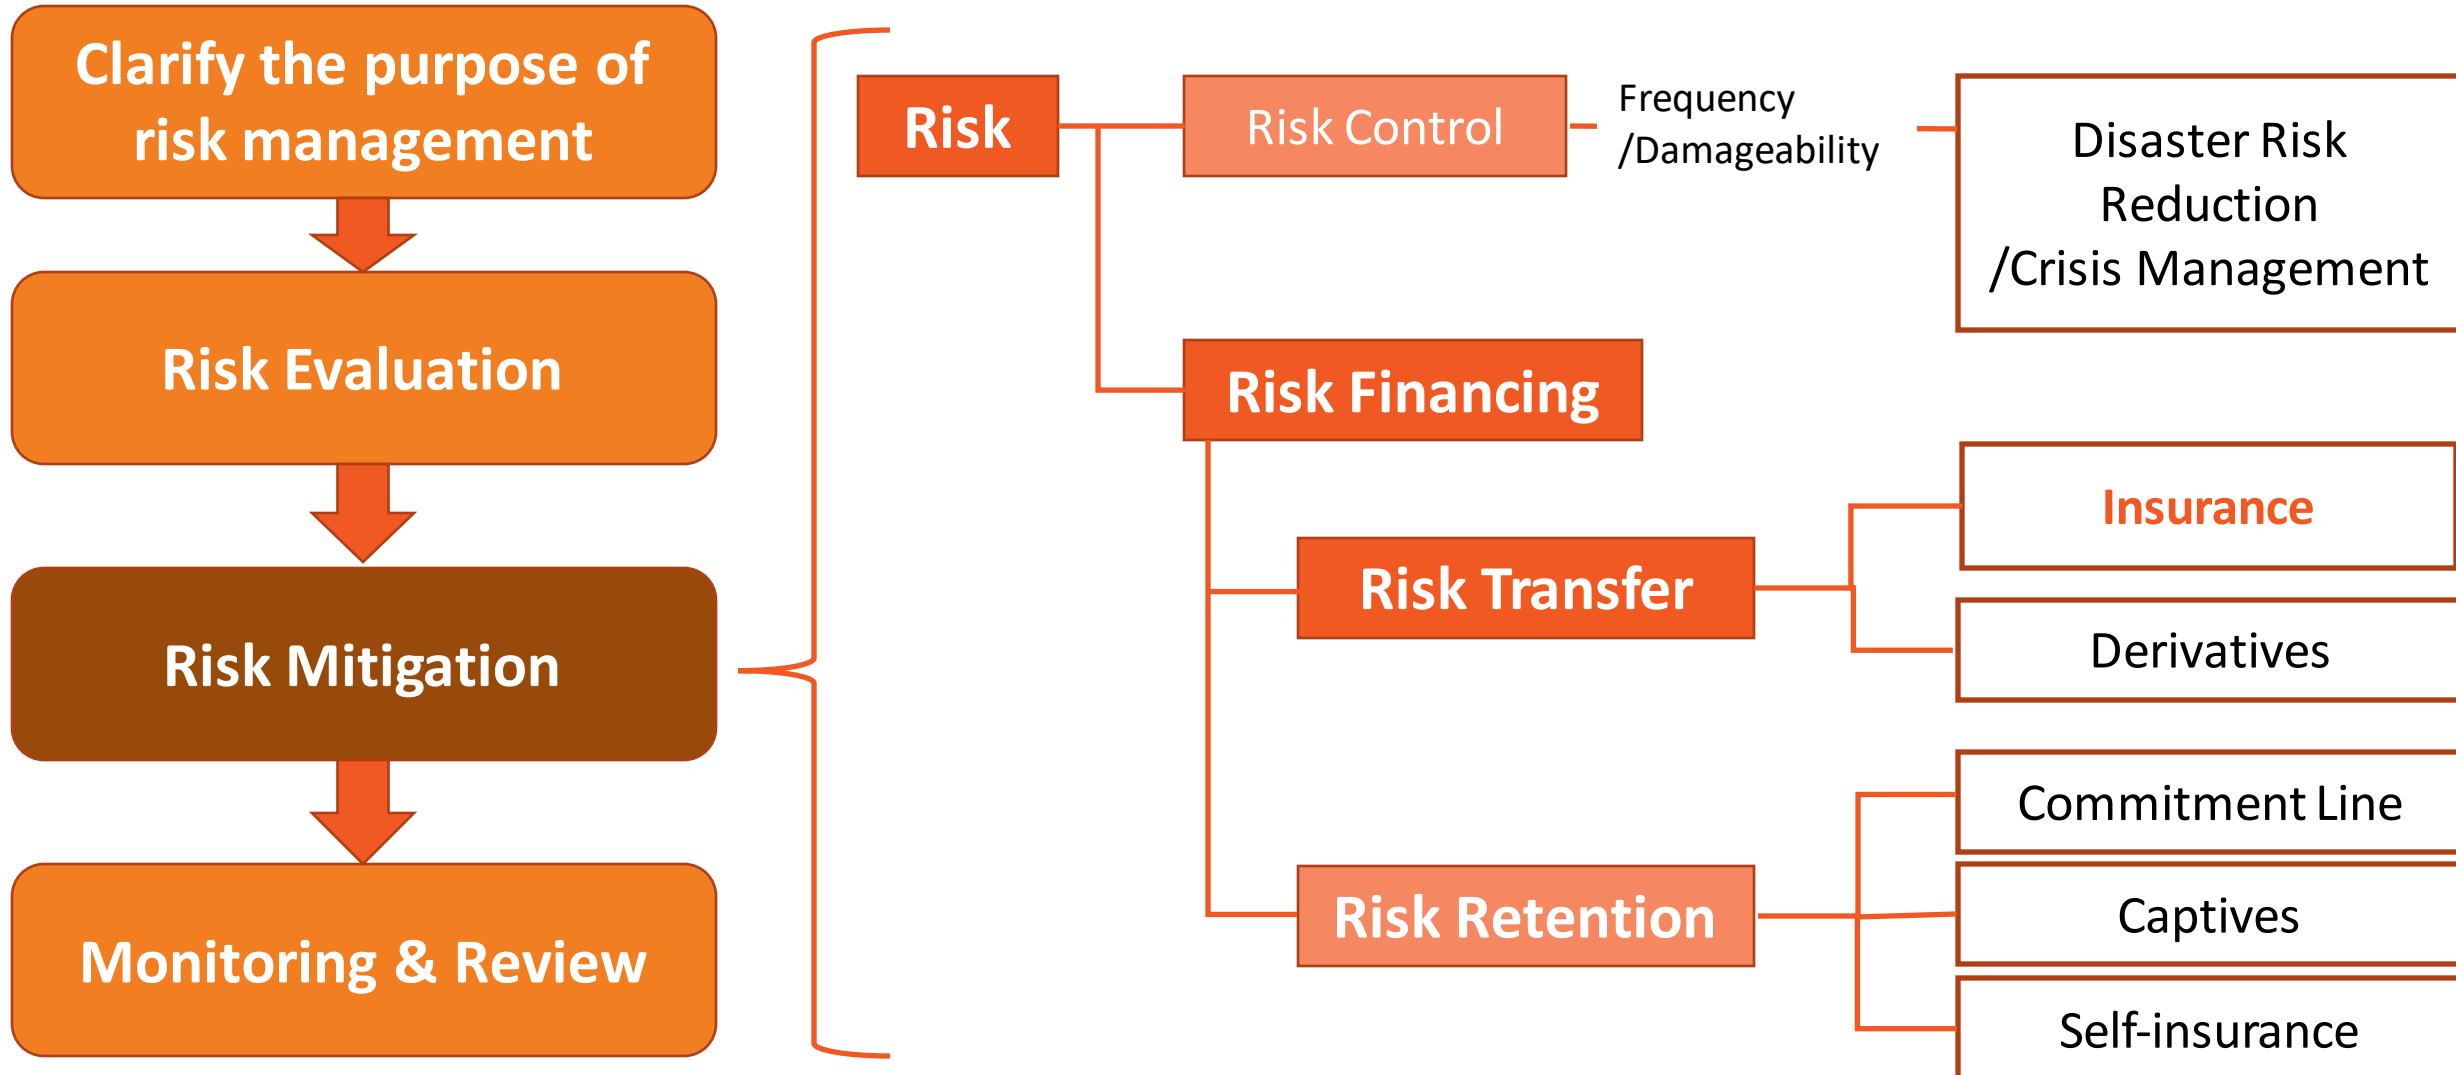 Clarify the purpose of
risk management
Risk Evaluation
Risk Mitigation
Monitoring & Review
Risk
Risk Control
Frequency
/Damageability
Disaster Risk
Reduction
/Crisis Management
Risk Financing
Risk Transfer
Insurance
Derivatives
Risk Retention
Commitment Line
Captives
Self-insurance